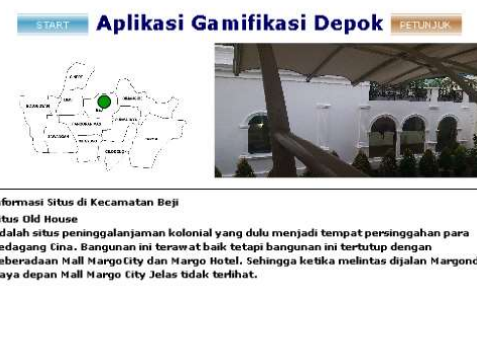 START
Aplikasi Gamifikasi Depok
PETUNJUK
nformasi Situs di Kecamatan Beji
itus Old House
dalah situs peninggalanjaman kolonial yang dulu menjadi tempat persinggahan para
edagang Cina. Bangunan ini terawat baik tetapi bangunan ini tertutup dengan
eberadaan Mall MargoCity dan Margo Hotel. Sehingga ketika melintas dijalan Margond
aya depan Mall Margo City Jelas tidak terlihat.